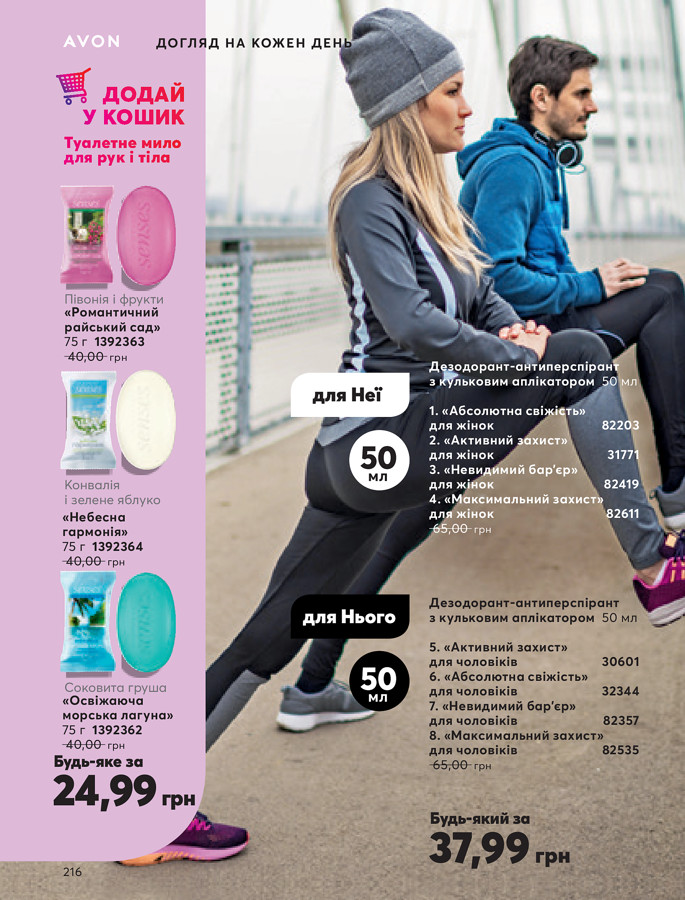 AVON
ДОГЛЯД НА КОЖЕН ДЕНЬ
ДОДАЙ
У КОШИК
Туалетне мило
для рук і тіла
senses
senses
Півонія і фрукти
«Романтичний
райський сад»
75 г 1392363
40,00 грн
senses
senses
Конвалія
і зелене яблуко
«Небесна
гармонія»
75 г 1392364
40,00 грн
senses
senses
Соковита груша
«Освіжаюча
морська лагуна»
75 г 1392362
40,00 грн
Будь-яке за
24,99 грн
для Неї
50
мл
Дезодорант-антиперспірант
з кульковим аплікатором 50 мл
1. «Абсолютна свіжість»
для жінок 82203
2. «Активний захист»
для жінок 31771
3. «Невидимий бар'єр»
для жінок 82419
4. «Максимальний захист»
для жінок 82611
65,00 грн
для Нього
50
мл
Дезодорант-антиперспірант
з кульковим аплікатором 50 мл
5. «Активний захист»
для чоловіків 30601
6. «Абсолютна свіжість»
для чоловіків 32344
7. «Невидимий бар'єр»
для чоловіків 82357
8. «Максимальний захист»
для чоловіків 82535
65,00 грн
Будь-який за
37,99 грн
216